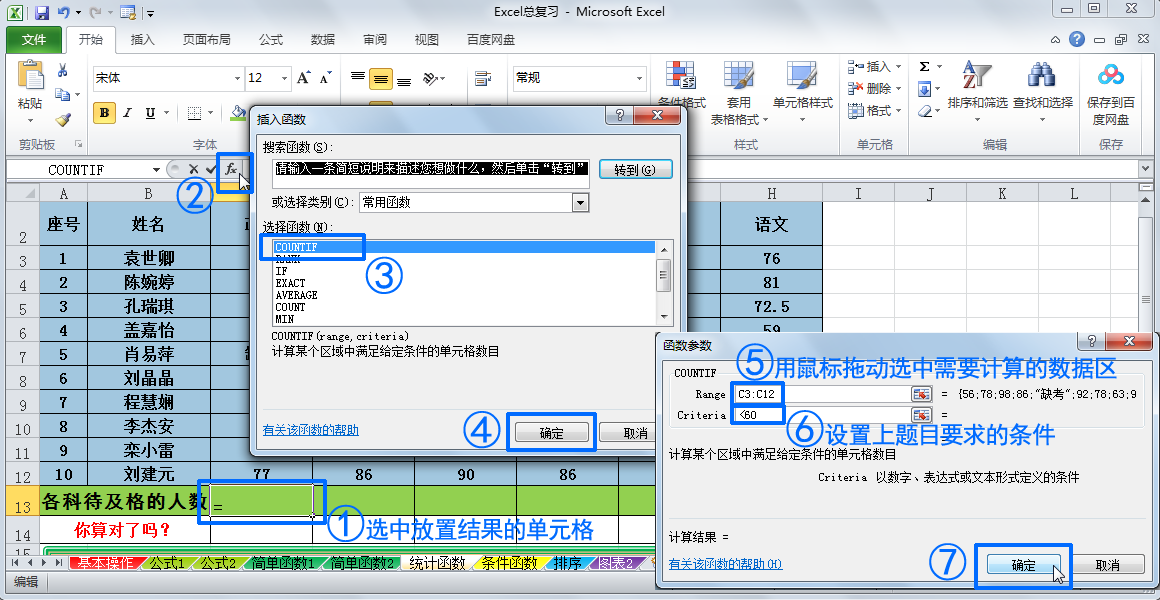 Excel总复习 - Microsoft Excel
文件 开始 插入 页面布局 公式 数据 审阅 视图 百度网盘
粘贴
剪贴板
宋体 12
B I U
字体
常规
条件格式
套用
表格格式
单元格样式
样式
插入
删除
格式
单元格
Σ
排序和筛选
查找和选择
编辑
保存到百度网盘
保存
COUNTIF
fx
②
A B H I J K L
2 座号 姓名 语文
3 1 袁世卿 76
4 2 陈婉婷 81
5 3 孔瑞琪 72.5
6 4 盖嘉怡 59
7 5 肖易萍
8 6 刘晶晶
9 7 程慧娴
10 8 李杰安
11 9 栾小雷
12 10 刘建元 77 86 90 86
13 各科待及格的人数 =
14 你算对了吗？
15
①选中放置结果的单元格
插入函数
搜索函数(S):
请输入一条简短说明来描述您想做什么，然后单击“转到”
转到(G)
或选择类别(C): 常用函数
选择函数(N):
COUNTIF
RANK
IF
EXACT
AVERAGE
COUNT
MIN
③
COUNTIF(range,criteria)
计算某个区域中满足给定条件的单元格数目
有关该函数的帮助
④
确定
取消
函数参数
⑤用鼠标拖动选中需要计算的数据区
COUNTIF
Range C3:C12 = {56;78;98;86;"缺考";92;78;63;9
Criteria <60 =
⑥设置上题目要求的条件
计算某个区域中满足给定条件的单元格数目
Criteria 以数字、表达式或文本形式定义的条件
计算结果 =
有关该函数的帮助(H)
⑦
确定
取消
基本操作 公式1 公式2 简单函数1 简单函数2 统计函数 条件函数 排序 图表2
编辑